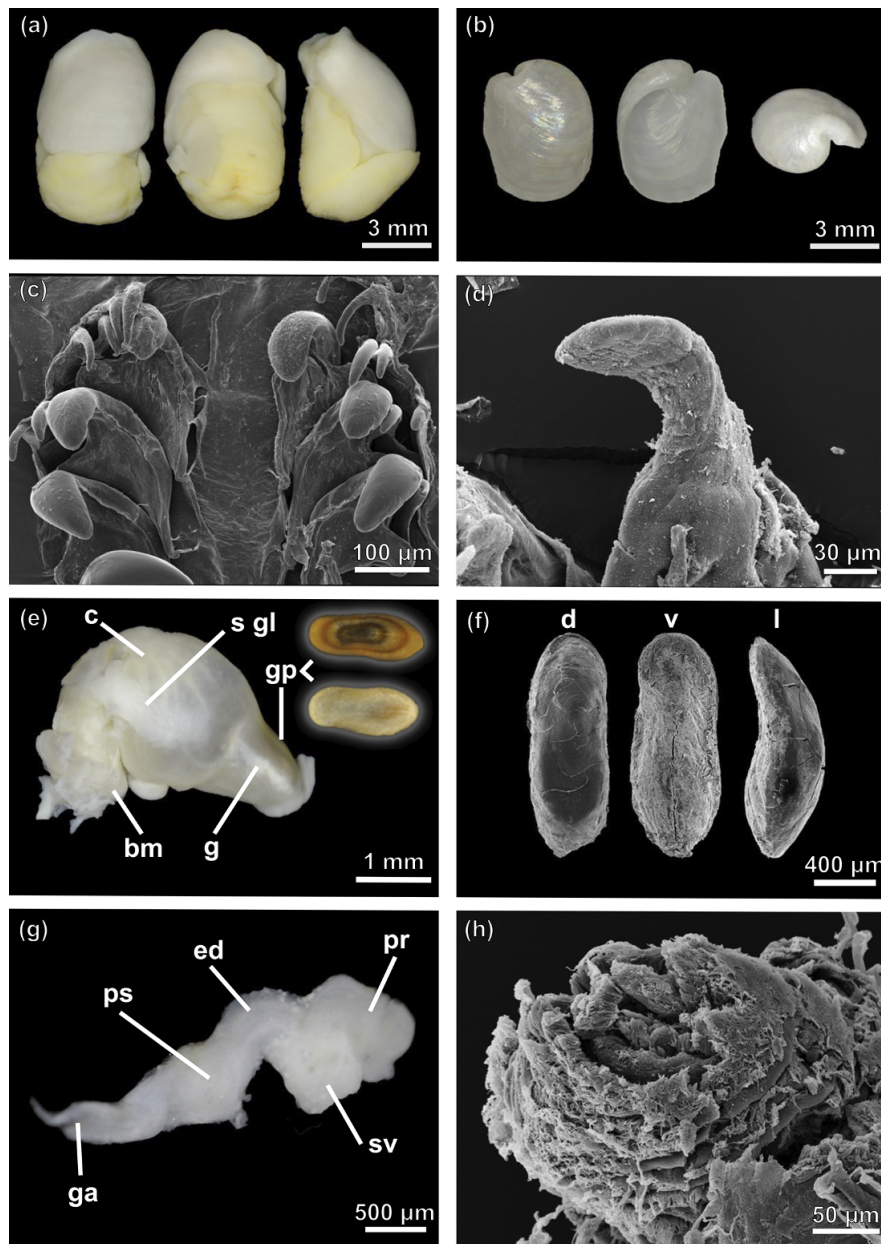 (a)
3 mm
(b)
3 mm
(c)
100 µm
(d)
30 µm
(e)
c
s gl
gp
bm
g
1 mm
(f)
d v l
400 µm
(g)
ed
pr
ps
sv
ga
500 µm
(h)
50 µm